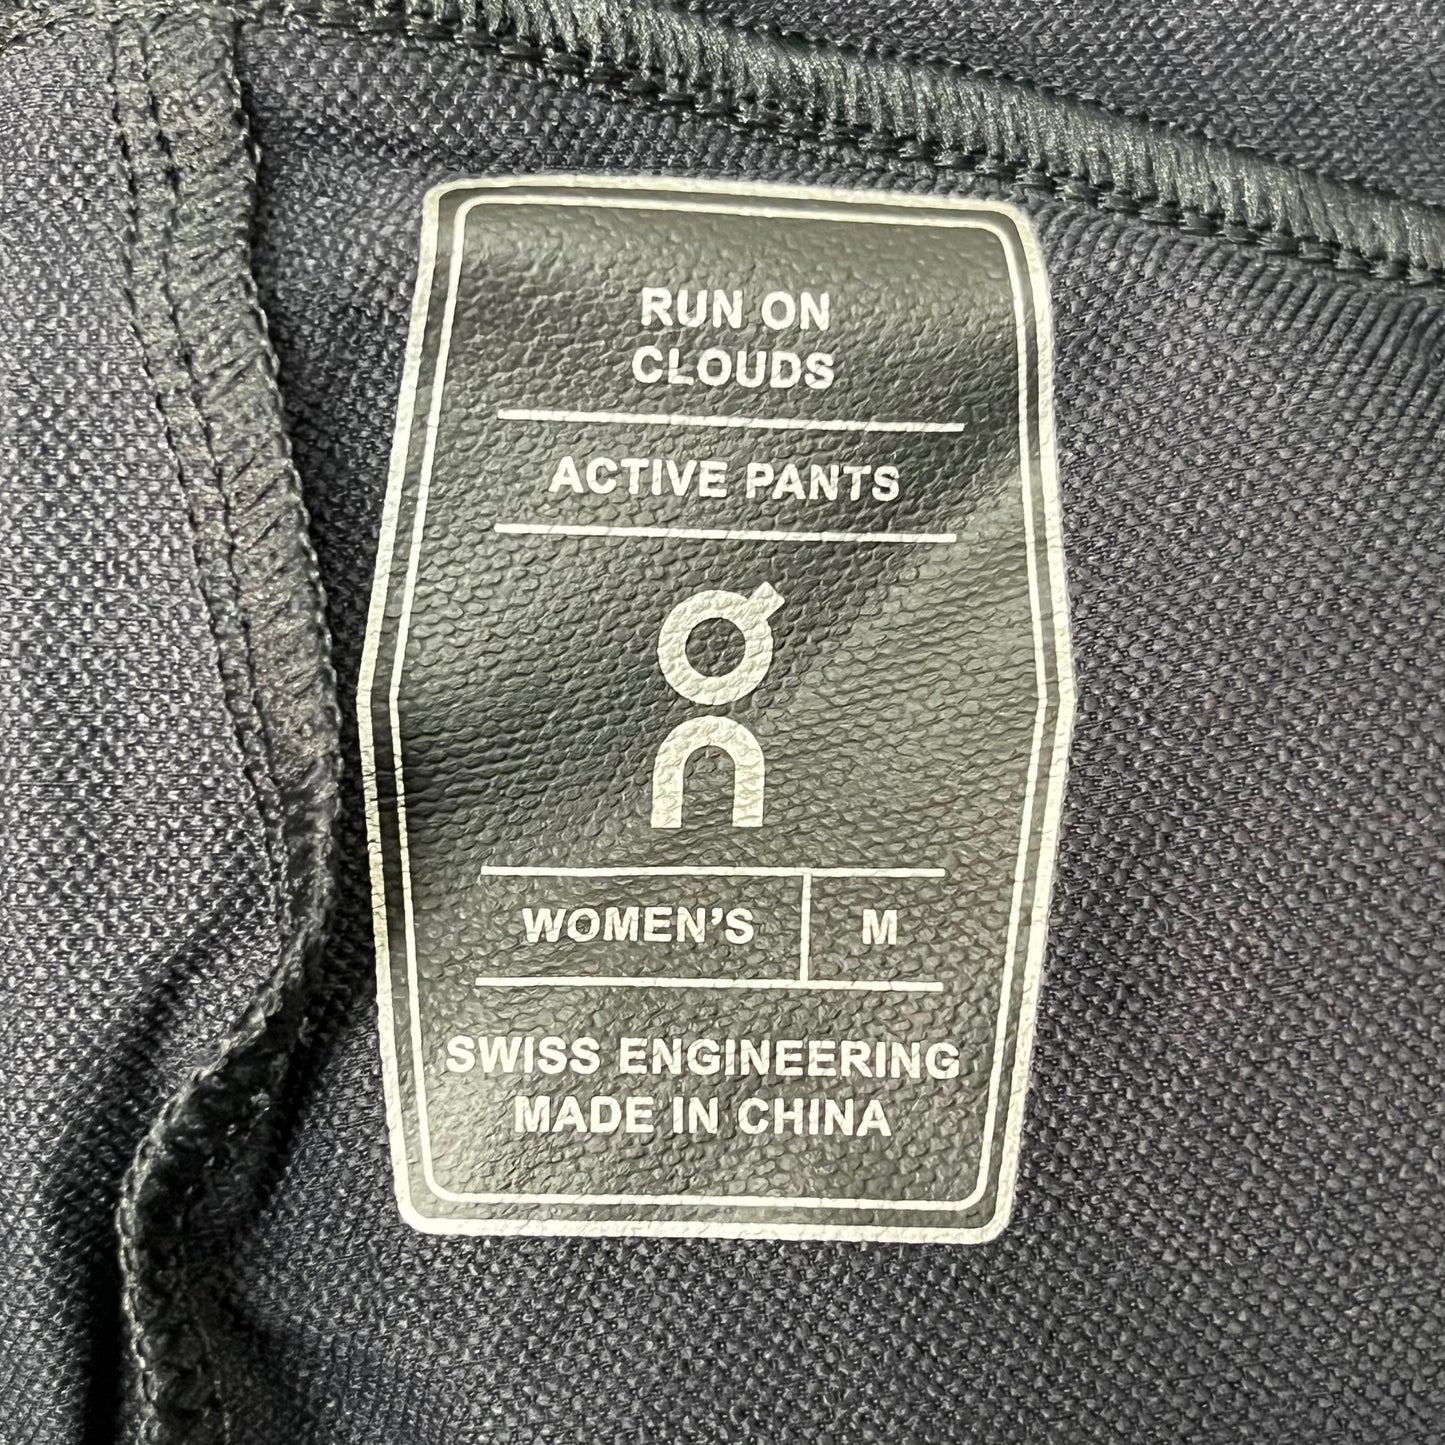 RUN ON
CLOUDS
ACTIVE PANTS
On
WOMEN'S M
SWISS ENGINEERING
MADE IN CHINA